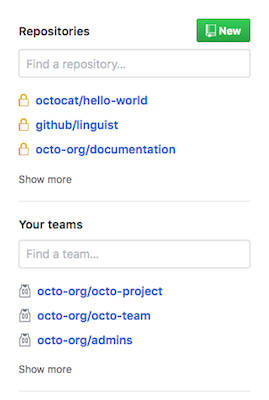 Repositories
New
Find a repository...
octocat/hello-world
github/linguist
octo-org/documentation
Show more
Your teams
Find a team...
octo-org/octo-project
octo-org/octo-team
octo-org/admins
Show more